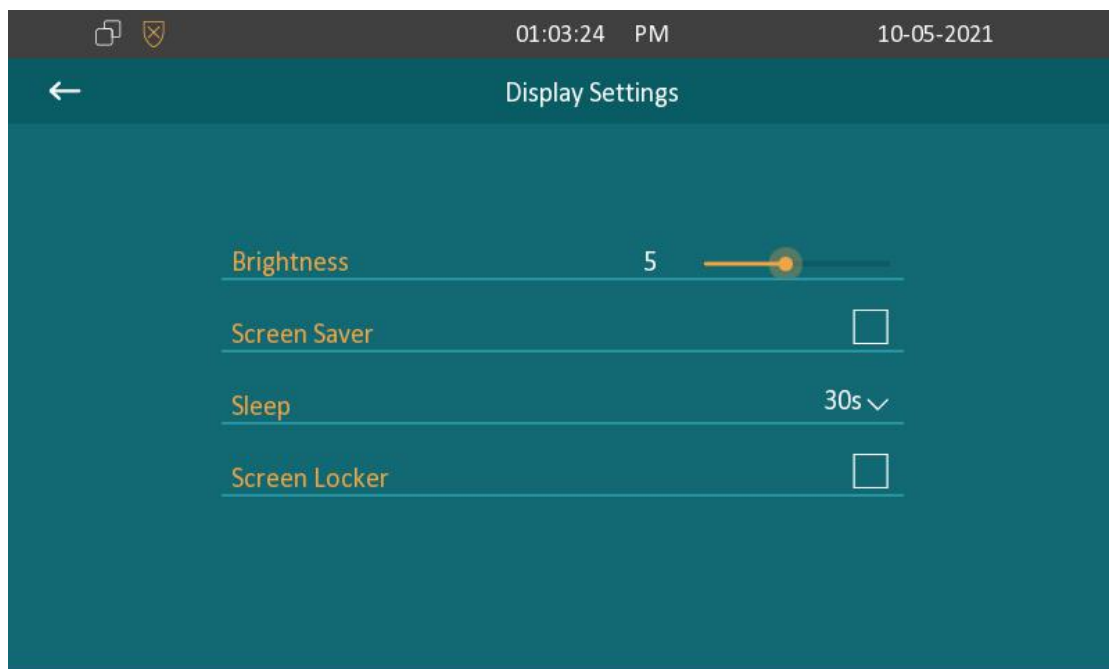 01:03:24 PM 10-05-2021
Display Settings
Brightness 5
Screen Saver
Sleep 30s
Screen Locker